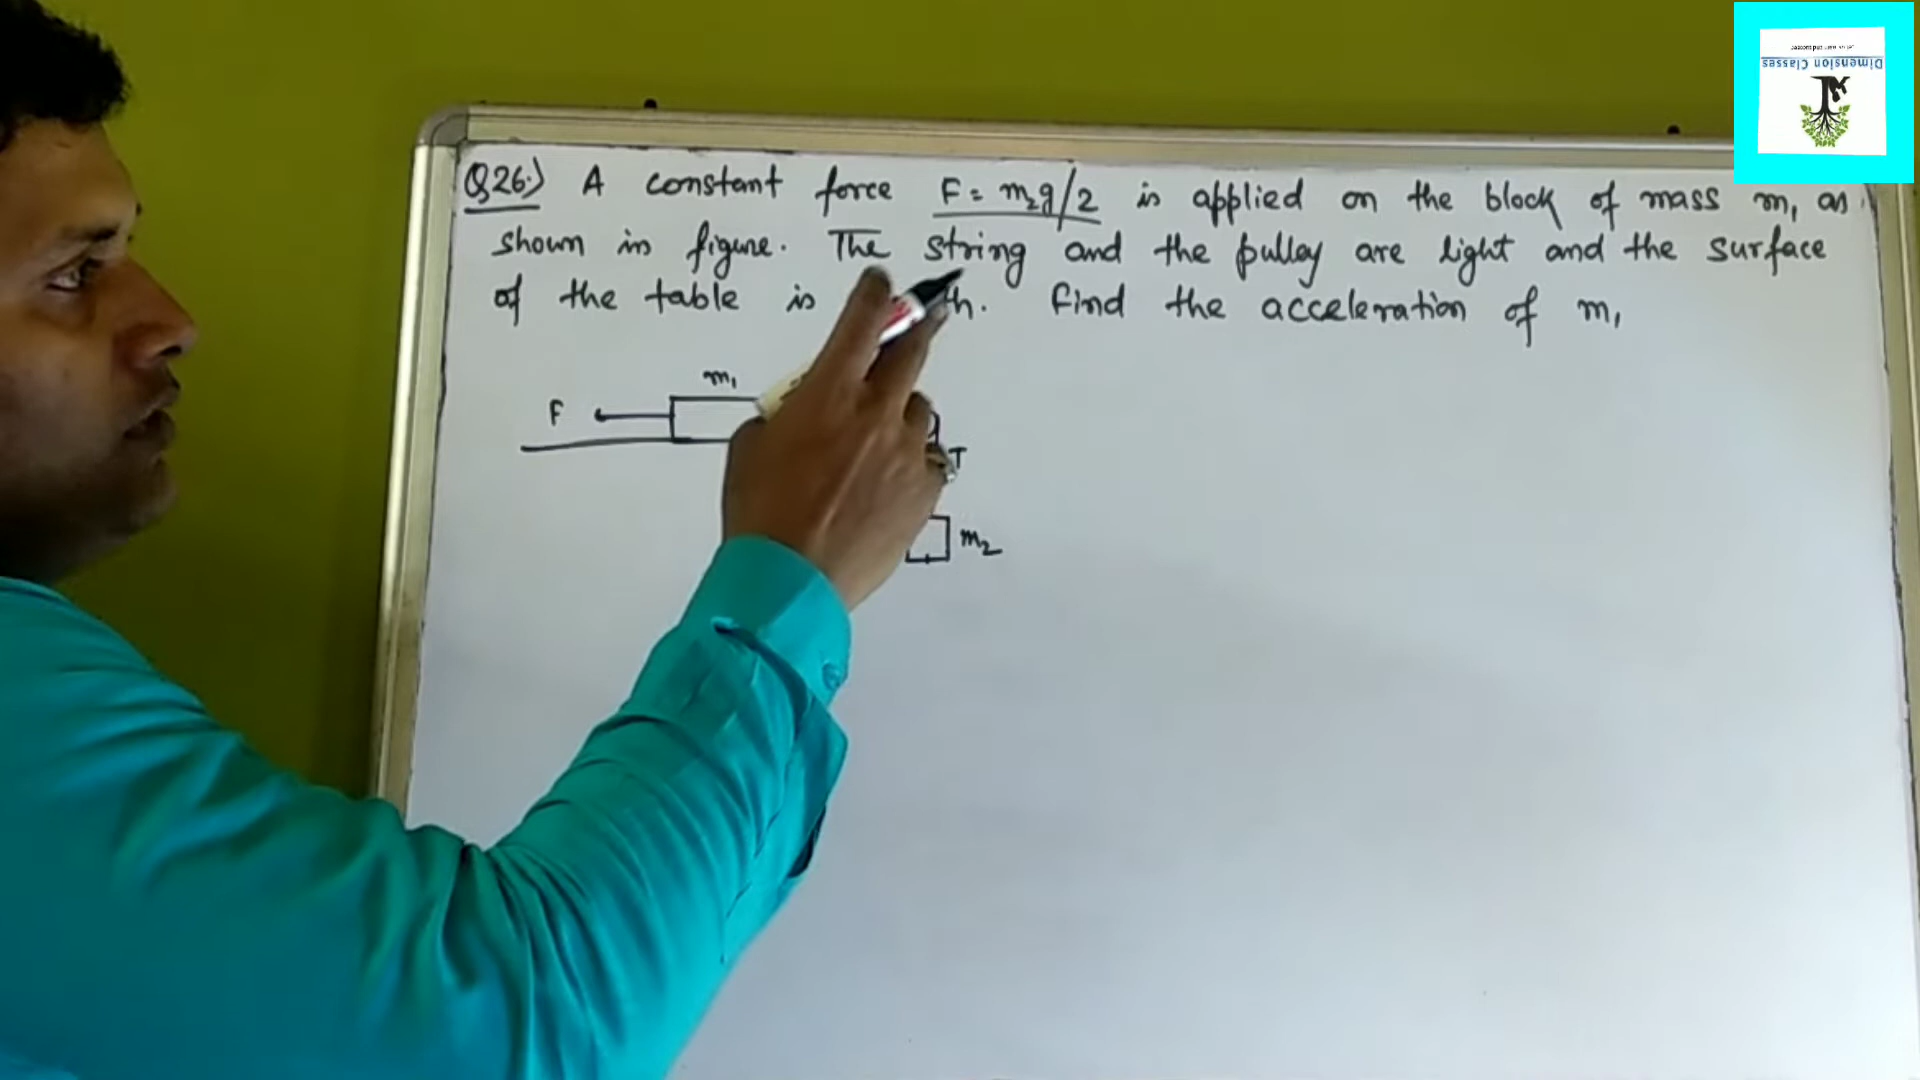 Q26.) A constant force F = m₂g/2 is applied on the block of mass m₁ as
shown in figure. The string and the pulley are light and the surface
of the table is th. Find the acceleration of m₁
m₁
F
T
m₂
Dimension Classes